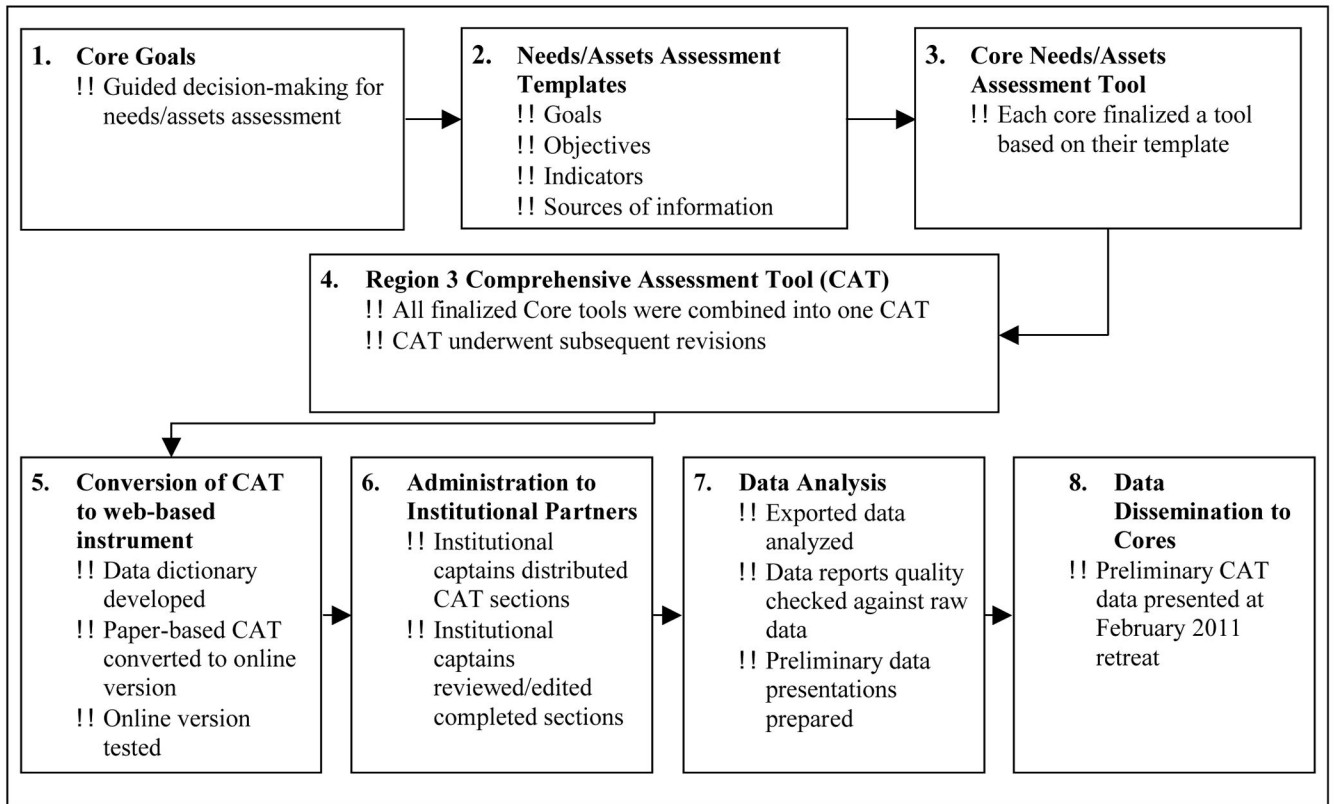 1. Core Goals
!! Guided decision-making for
needs/assets assessment
2. Needs/Assets Assessment
Templates
!! Goals
!! Objectives
!! Indicators
!! Sources of information
3. Core Needs/Assets
Assessment Tool
!! Each core finalized a tool
based on their template
4. Region 3 Comprehensive Assessment Tool (CAT)
!! All finalized Core tools were combined into one CAT
!! CAT underwent subsequent revisions
5. Conversion of CAT
to web-based
instrument
!! Data dictionary
developed
!! Paper-based CAT
converted to online
version
!! Online version
tested
6. Administration to
Institutional Partners
!! Institutional
captains distributed
CAT sections
!! Institutional
captains
reviewed/edited
completed sections
7. Data Analysis
!! Exported data
analyzed
!! Data reports quality
checked against raw
data
!! Preliminary data
presentations
prepared
8. Data
Dissemination to
Cores
!! Preliminary CAT
data presented at
February 2011
retreat